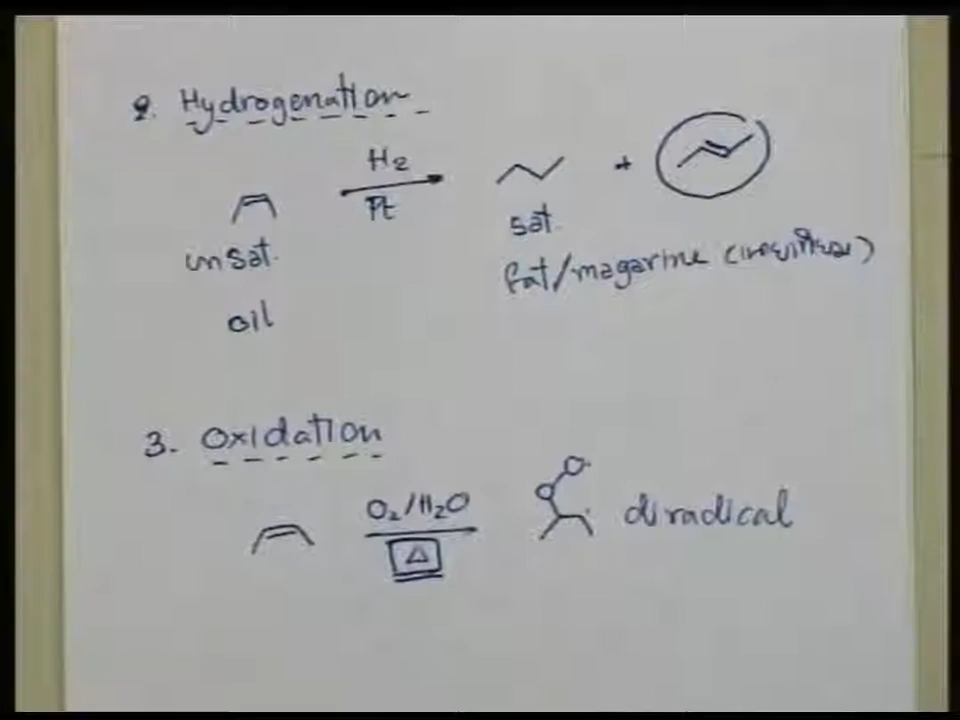 2. Hydrogenation
H2
Pt
+
unsat.
sat.
oil
fat/magarine
3. Oxidation
O2/H2O
Δ
O
O
diradical